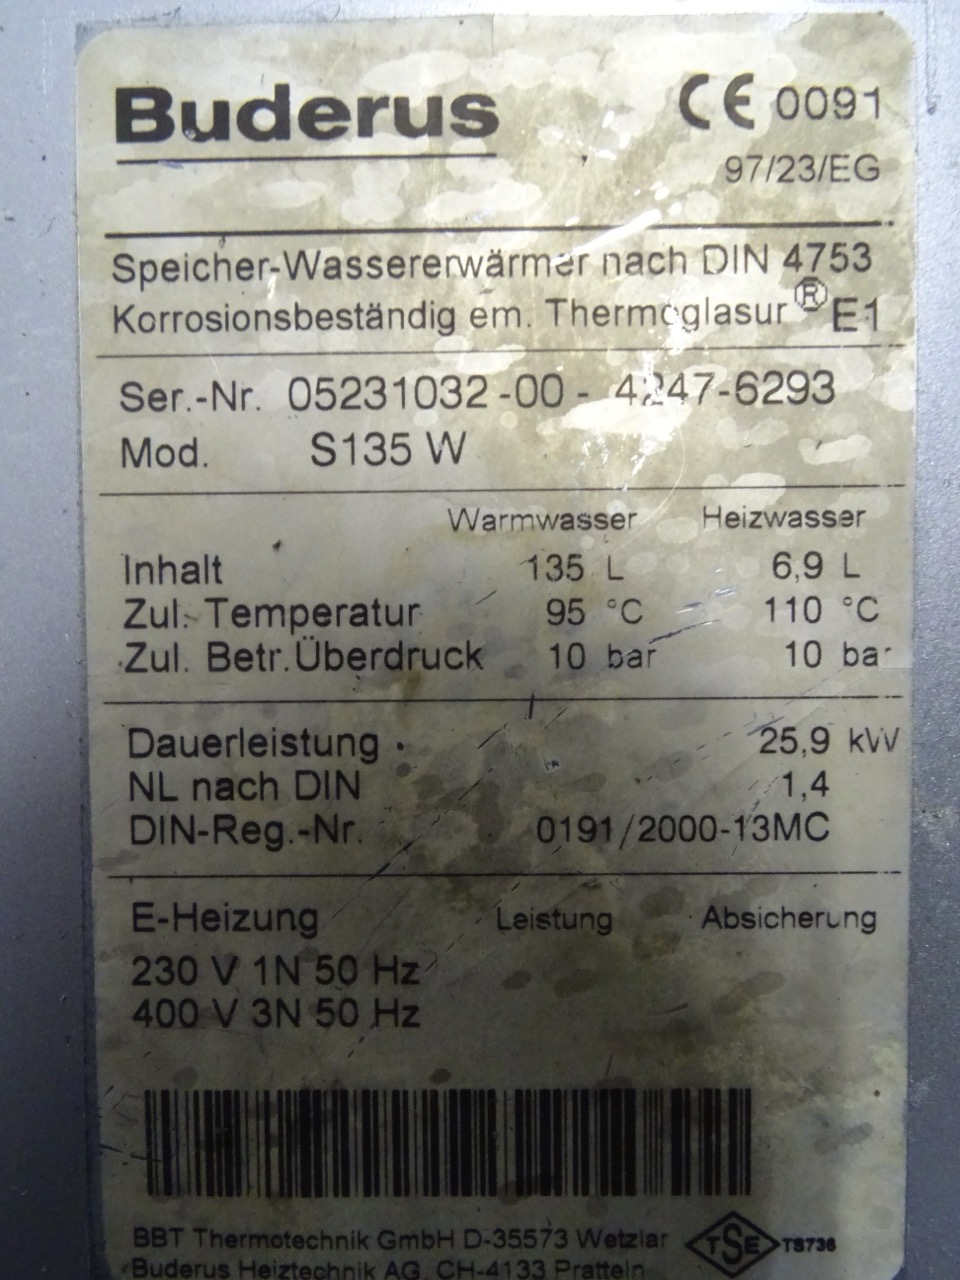 Buderus
CE 0091
97/23/EG
Speicher-Wassererwärmer nach DIN 4753
Korrosionsbeständig em. Thermoglasur® E1
Ser.-Nr. 05231032-00 - 4247-6293
Mod. S135 W
Warmwasser Heizwasser
Inhalt 135 L 6,9 L
Zul. Temperatur 95 °C 110 °C
Zul. Betr.Überdruck 10 bar 10 bar
Dauerleistung 25,9 kW
NL nach DIN 1,4
DIN-Reg.-Nr. 0191/2000-13MC
E-Heizung Leistung Absicherung
230 V 1N 50 Hz
400 V 3N 50 Hz
BBT Thermotechnik GmbH D-35573 Wetzlar
TSE TS736
Buderus Heiztechnik AG, CH-4133 Pratteln